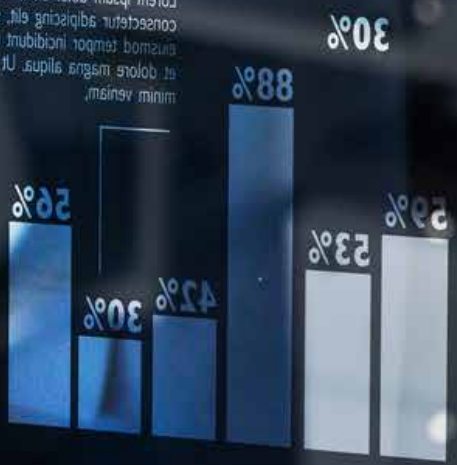 30%
Lorem ipsum
consectetur adipiscing elit,
eiusmod tempor incididunt
et dolore magna aliqua. Ut
minim veniam,
59%
53%
88%
42%
30%
56%